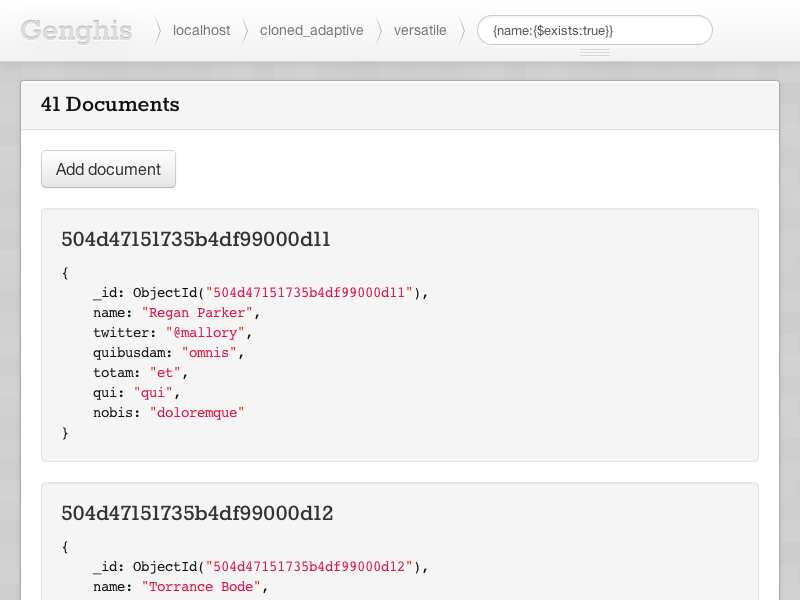 Genghis localhost cloned_adaptive versatile {name:{$exists:true}}
41 Documents
Add document
504d47151735b4df99000d11
{
_id: ObjectId("504d47151735b4df99000d11"),
name: "Regan Parker",
twitter: "@mallory",
quibusdam: "omnis",
totam: "et",
qui: "qui",
nobis: "doloremque"
}
504d47151735b4df99000d12
{
_id: ObjectId("504d47151735b4df99000d12"),
name: "Torrance Bode",